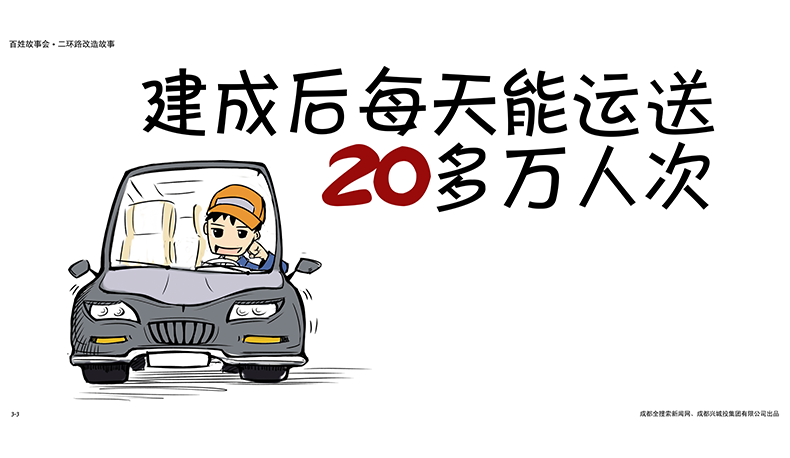 百姓故事会·二环路改造故事
建成后每天能运送
20多万人次
3-3
成都全搜索新闻网、成都兴城投集团有限公司出品